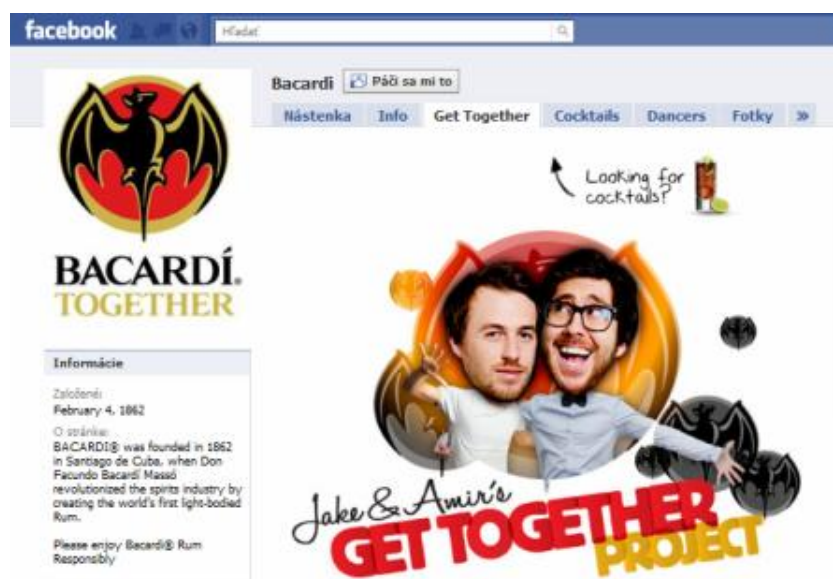 facebook
Hľadať
Bacardi
Páči sa mi to
Nástenka Info Get Together Cocktails Dancers Fotky »
Looking for
cocktails?
BACARDÍ.
TOGETHER
Informácie
Založené:
February 4, 1862
O stránke:
BACARDI® was founded in 1862
in Santiago de Cuba, when Don
Facundo Bacardí Massó
revolutionized the spirits industry by
creating the world's first light-bodied
Rum.
Please enjoy Bacardi® Rum
Responsibly
Jake & Amir's
GET TOGETHER
PROJECT